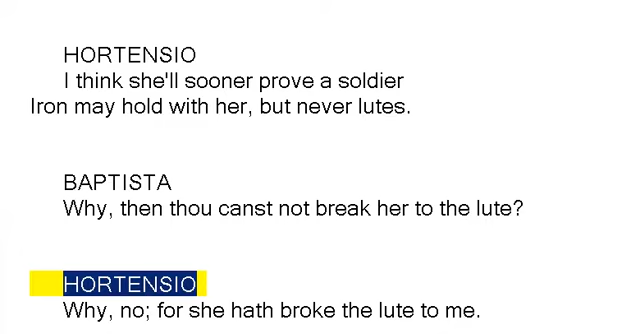 HORTENSIO
I think she'll sooner prove a soldier
Iron may hold with her, but never lutes.
BAPTISTA
Why, then thou canst not break her to the lute?
HORTENSIO
Why, no; for she hath broke the lute to me.